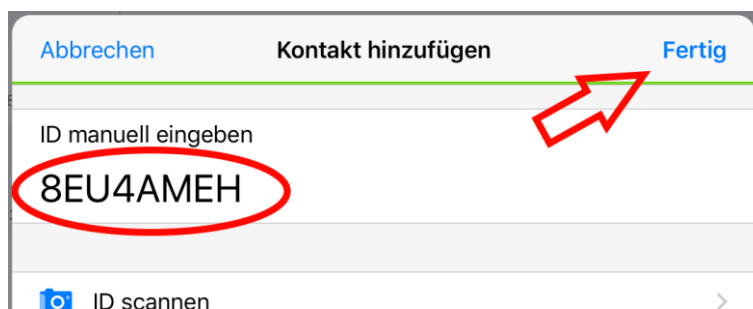 Abbrechen Kontakt hinzufügen Fertig
ID manuell eingeben
8EU4AMEH
ID scannen